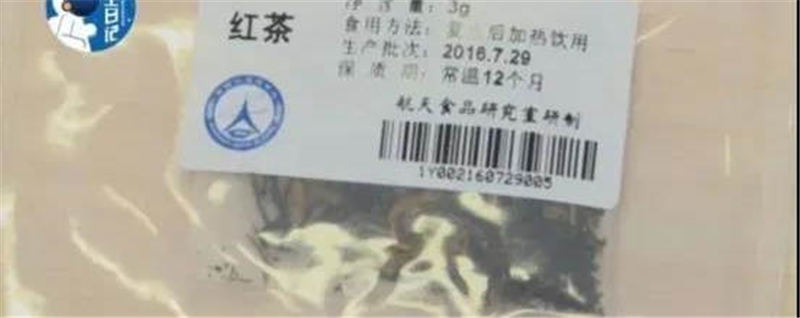 日记
红茶
净含量：3g
食用方法：复水后加热饮用
生产批次：2016.7.29
保质期：常温12个月
航天食品研究室研制
1Y002160729005